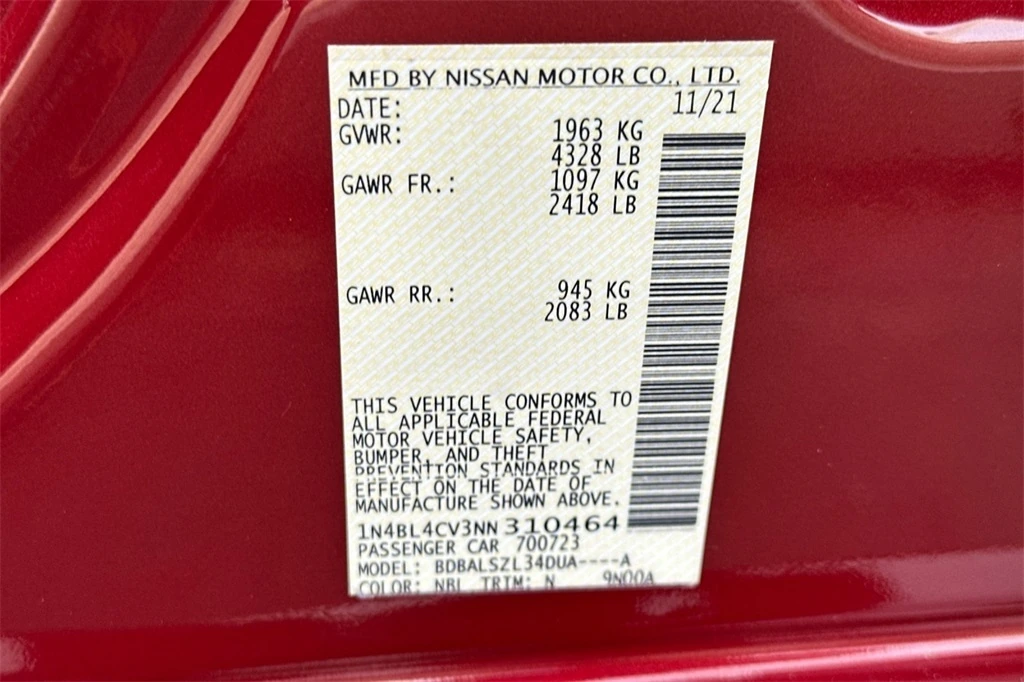 MFD BY NISSAN MOTOR CO., LTD.
DATE: 11/21
GVWR: 1963 KG
4328 LB
GAWR FR.: 1097 KG
2418 LB
GAWR RR.: 945 KG
2083 LB
THIS VEHICLE CONFORMS TO
ALL APPLICABLE FEDERAL
MOTOR VEHICLE SAFETY,
BUMPER, AND THEFT
PREVENTION STANDARDS IN
EFFECT ON THE DATE OF
MANUFACTURE SHOWN ABOVE.
1N4BL4CV3NN310464
PASSENGER CAR 700723
MODEL: BDBALSZL34DUA----A
COLOR: NBL TRIM: N 9N00A